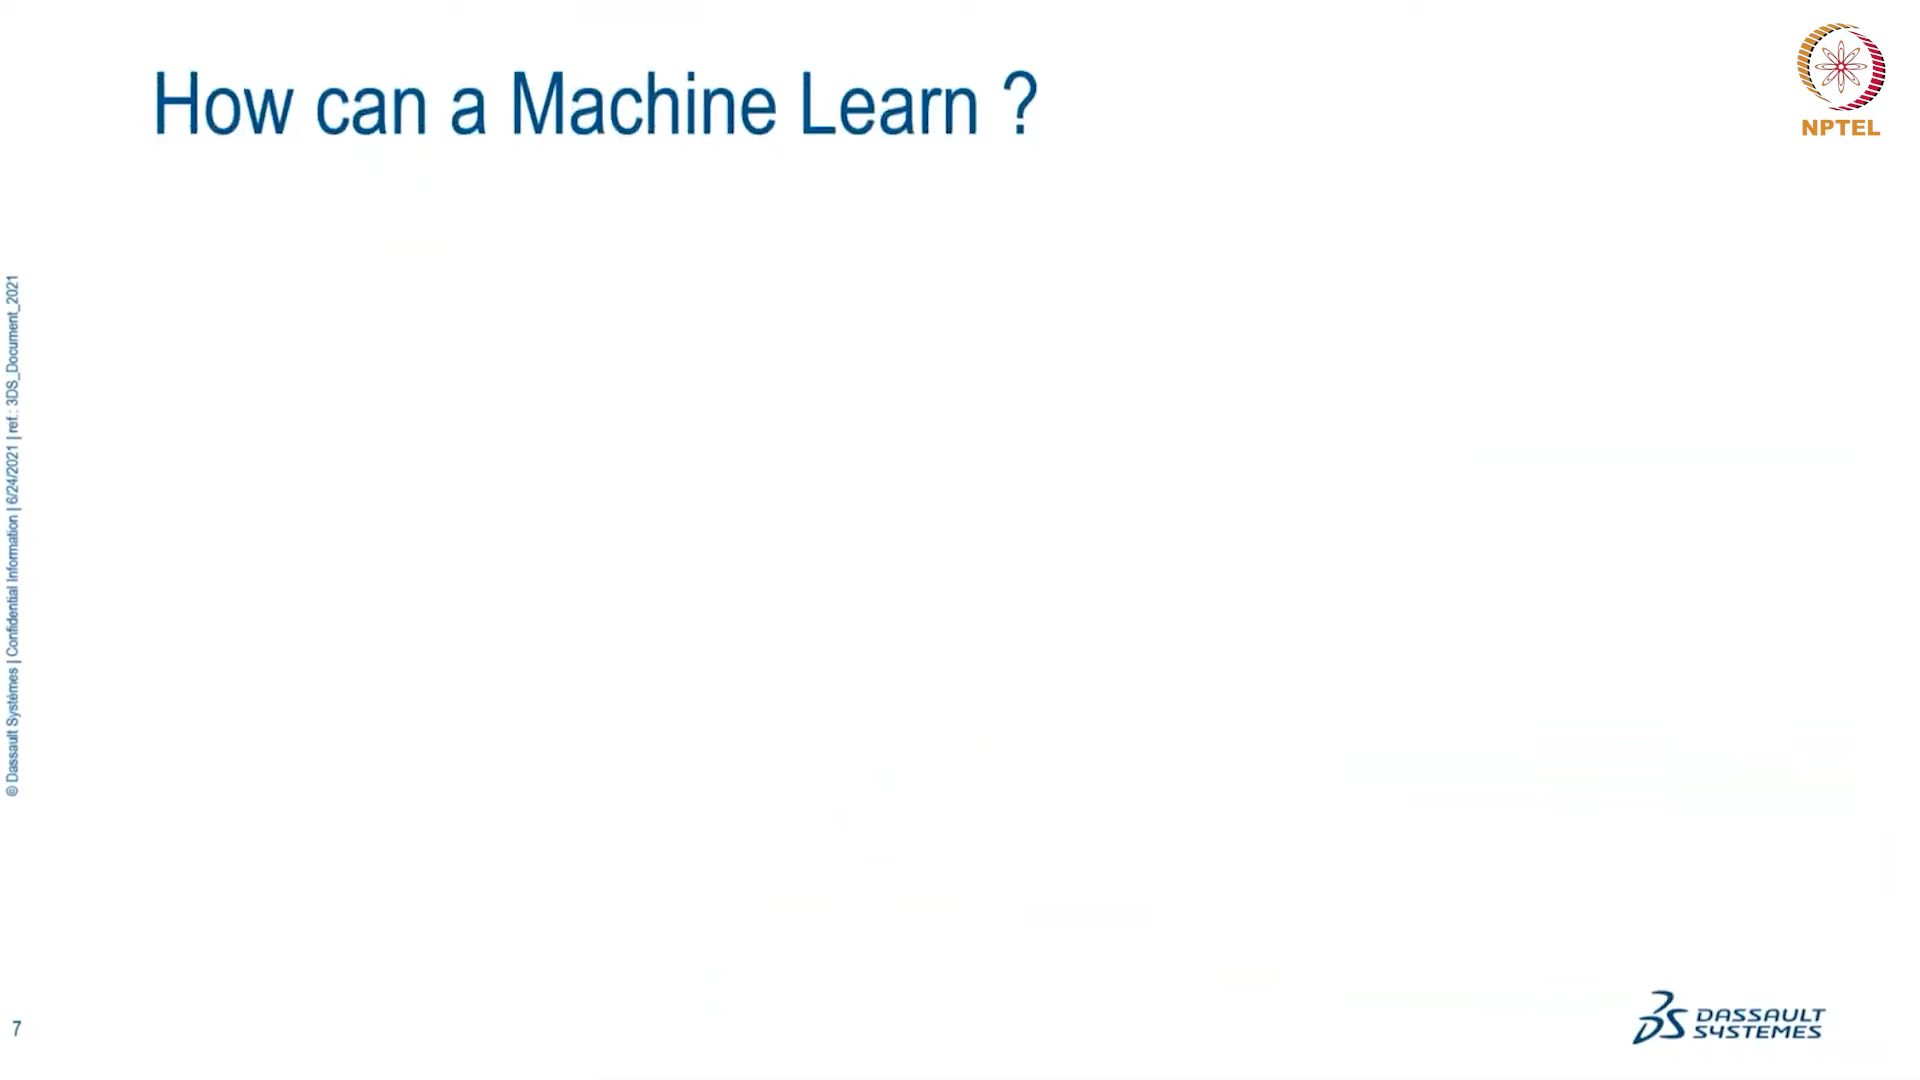 How can a Machine Learn ?
NPTEL
© Dassault Systèmes | Confidential Information | 6/24/2021 | ref.: 3DS_Document_2021
7
DASSAULT
SYSTEMES